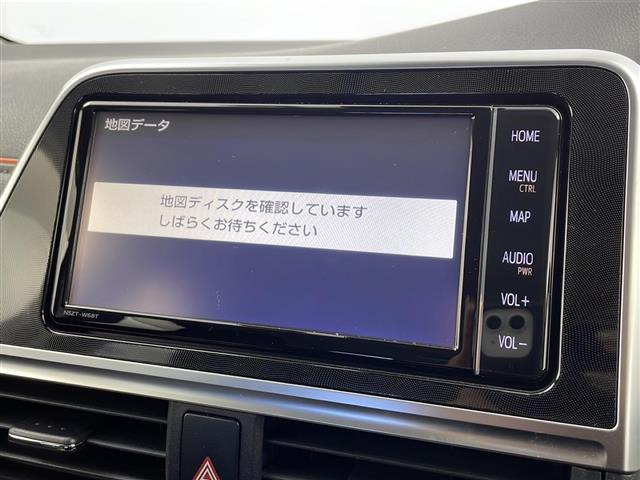 地図データ
地図ディスクを確認しています
しばらくお待ちください
NSZT-W68T
HOME
MENU
CTRL
MAP
AUDIO
PWR
VOL+
VOL-